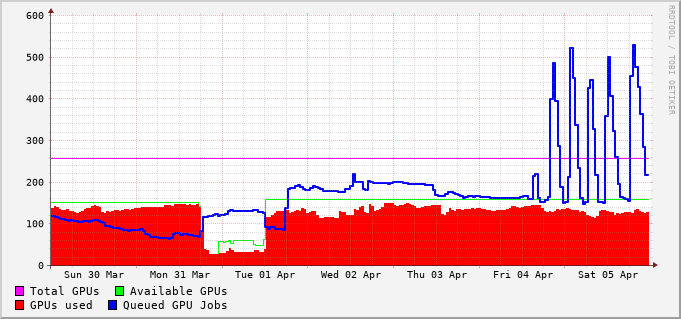 RRDTOOL / TOBI OETIKER
600
500
400
300
200
100
0
Sun 30 Mar Mon 31 Mar Tue 01 Apr Wed 02 Apr Thu 03 Apr Fri 04 Apr Sat 05 Apr
Total GPUs Available GPUs
GPUs used Queued GPU Jobs